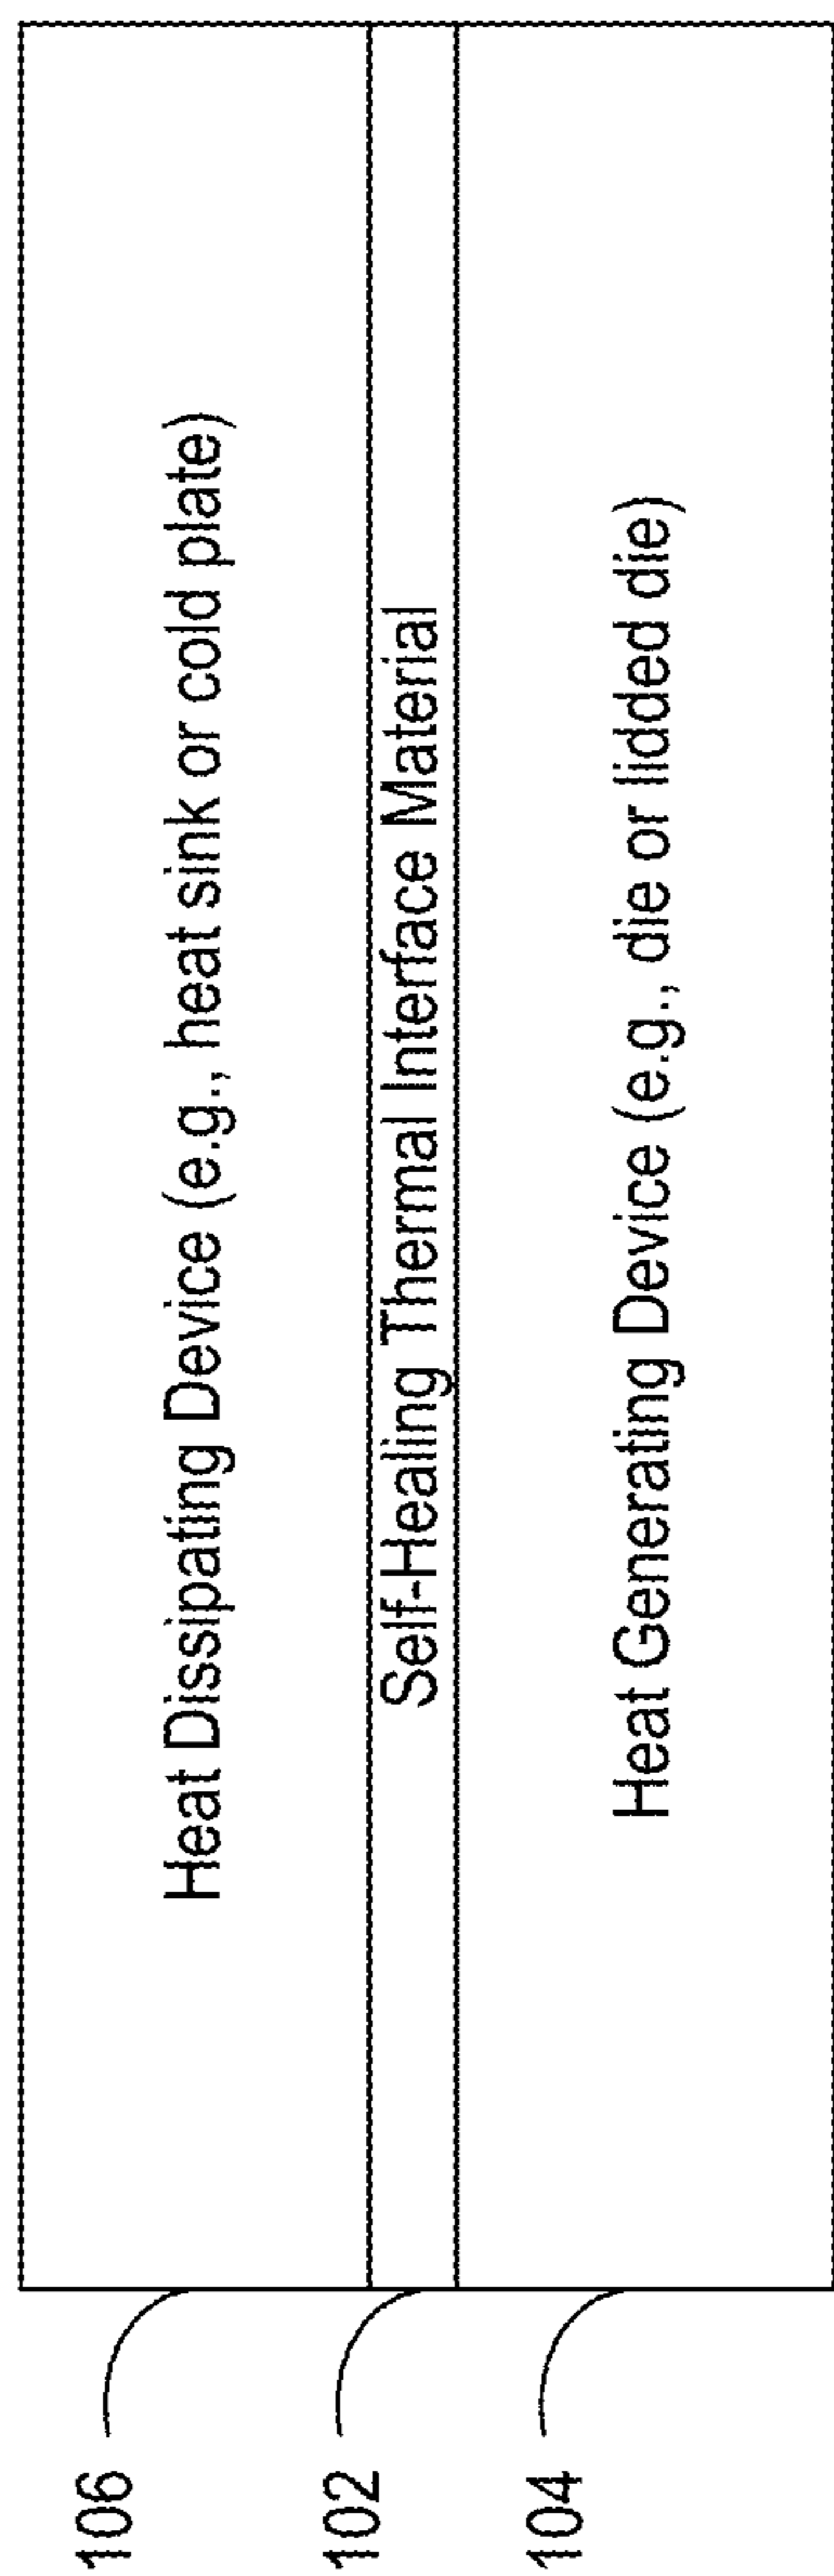 106
Heat Dissipating Device (e.g., heat sink or cold plate)
102
Self-Healing Thermal Interface Material
104
Heat Generating Device (e.g., die or lidded die)